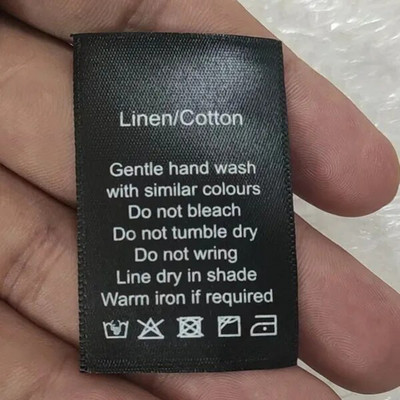 Linen/Cotton
Gentle hand wash
with similar colours
Do not bleach
Do not tumble dry
Do not wring
Line dry in shade
Warm iron if required